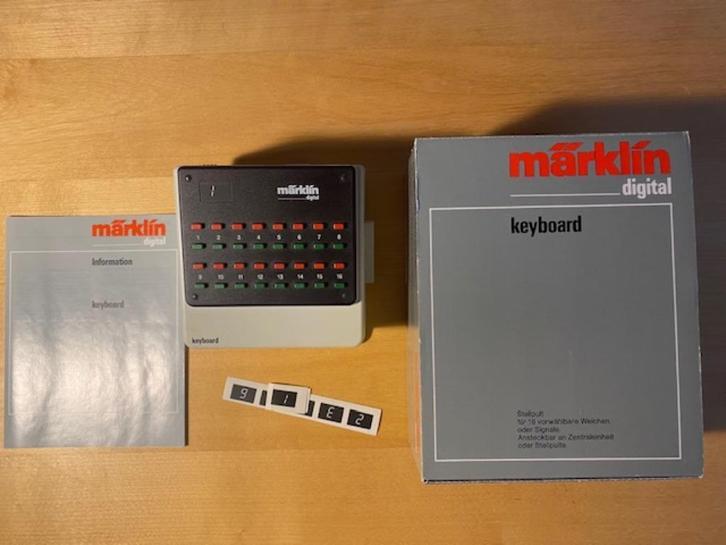 märklin
digital
Information
keyboard
1
märklin
digital
1 2 3 4 5 6 7 8
9 10 11 12 13 14 15 16
keyboard
märklin
digital
keyboard
Stellpult
für 16 vorwählbare Weichen
oder Signale.
Ansteckbar an Zentraleinheit
oder Stellpulte.